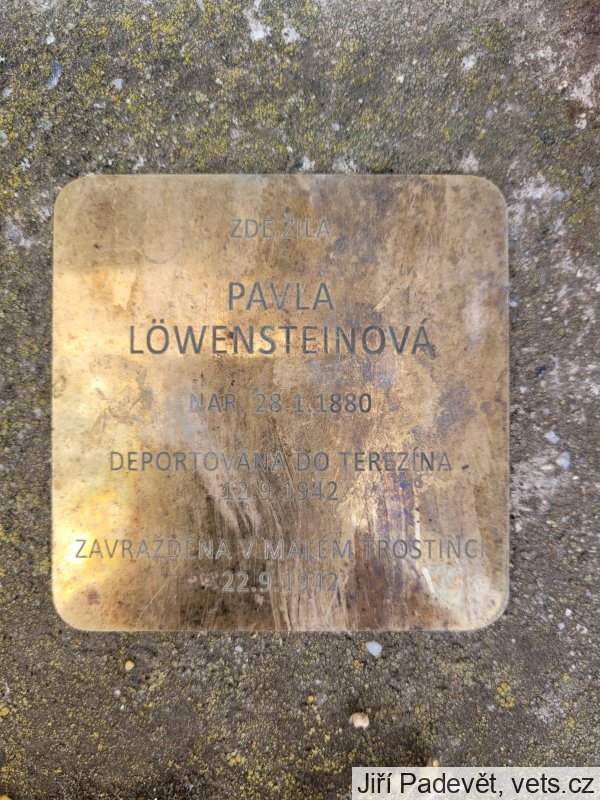 ZDE ŽILA
PAVLA
LÖWENSTEINOVÁ
NAR. 28.1.1880
DEPORTOVÁNA DO TEREZÍNA
12.9.1942
ZAVRAŽDĚNA V MALÉM TROSTINCI
22.9.1942
Jiří Padevět, vets.cz